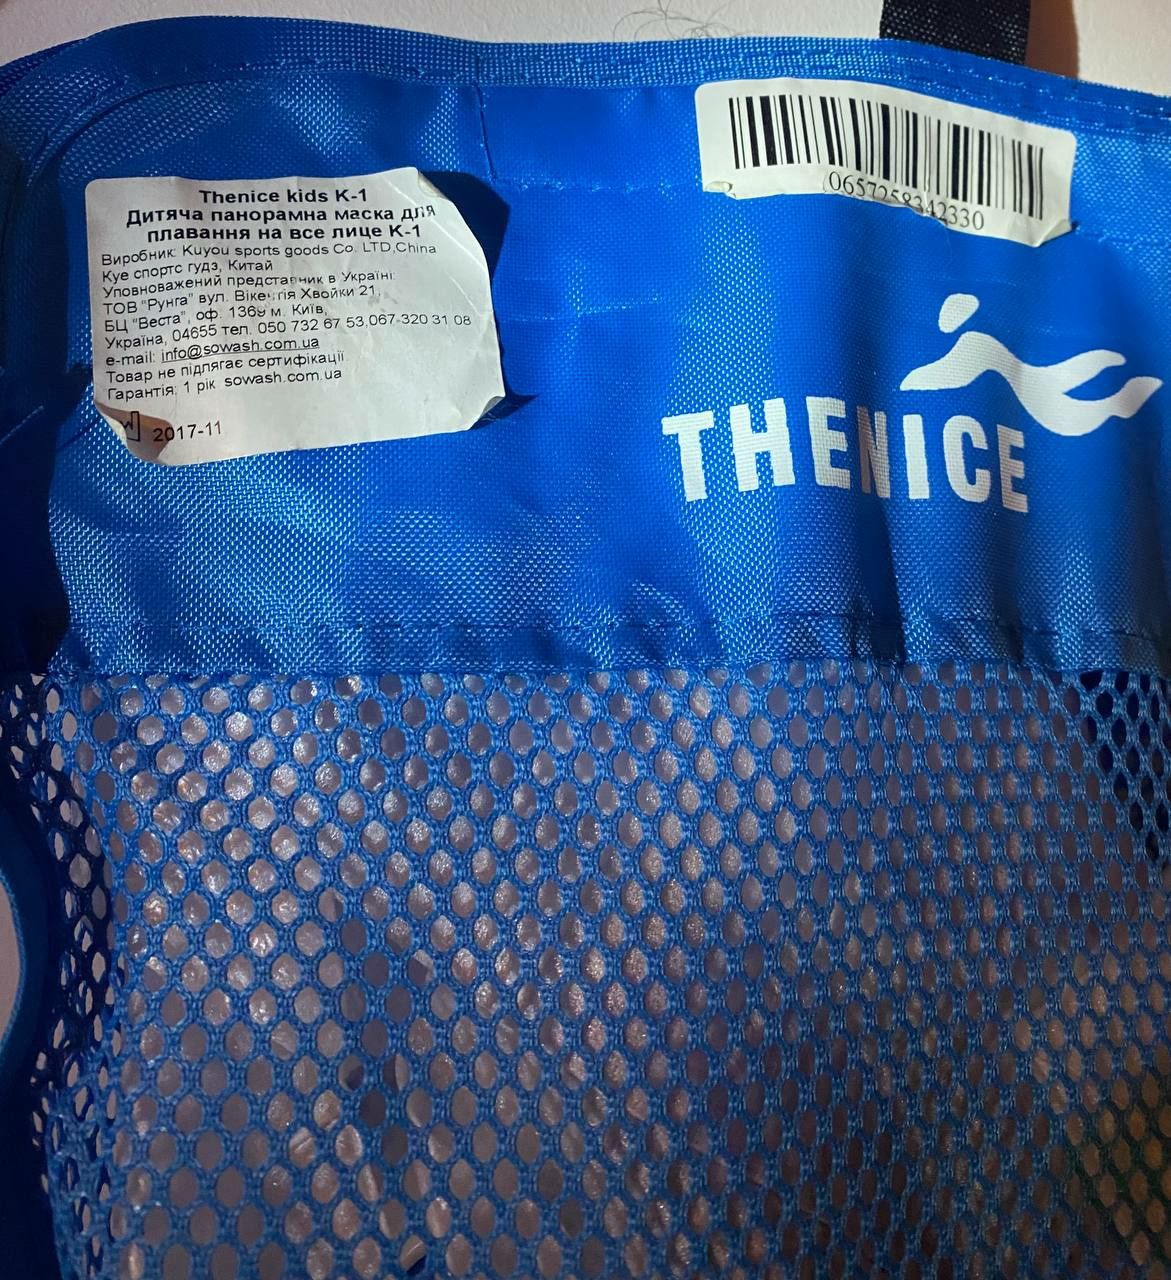 Thenice kids K-1
Дитяча панорамна маска для
плавання на все лице K-1
Виробник: Kuyou sports goods Co. LTD,China
Куе спортс гудз, Китай
Уповноважений представник в Україні:
ТОВ "Рунга" вул. Вікентія Хвойки 21,
БЦ "Веста", оф. м. Київ,
Україна, 04655 тел. 050 732 67 53,067-320 31 08
e-mail: info@sowash.com.ua
Товар не підлягає сертифікації
Гарантія: 1 рік sowash.com.ua
2017-11
0657258342330
THENICE